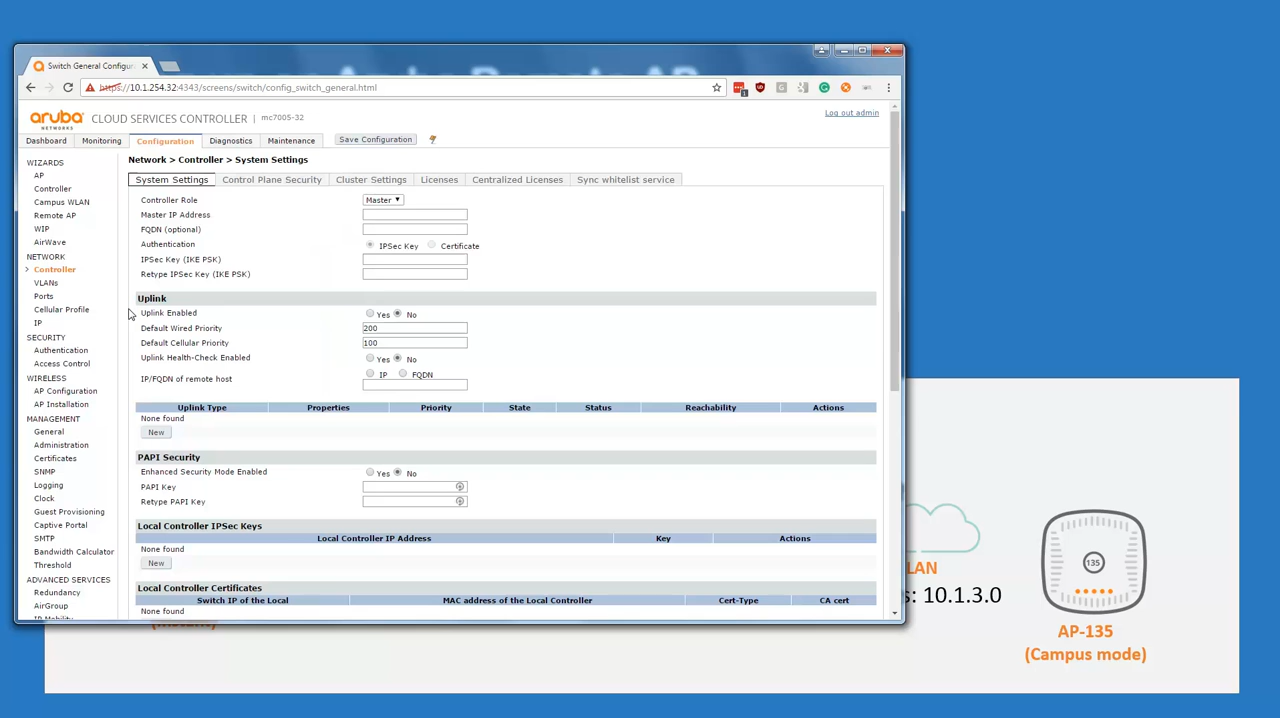 Switch General Configur
https://10.1.254.32:4343/screens/switch/config_switch_general.html
aruba NETWORKS CLOUD SERVICES CONTROLLER | mc7005-32
Log out admin
Dashboard Monitoring Configuration Diagnostics Maintenance Save Configuration
WIZARDS
AP
Controller
Campus WLAN
Remote AP
WIP
AirWave
NETWORK
> Controller
VLANs
Ports
Cellular Profile
IP
SECURITY
Authentication
Access Control
WIRELESS
AP Configuration
AP Installation
MANAGEMENT
General
Administration
Certificates
SNMP
Logging
Clock
Guest Provisioning
Captive Portal
SMTP
Bandwidth Calculator
Threshold
ADVANCED SERVICES
Redundancy
AirGroup
IP Mobility
Network > Controller > System Settings
System Settings Control Plane Security Cluster Settings Licenses Centralized Licenses Sync whitelist service
Controller Role Master
Master IP Address
FQDN (optional)
Authentication IPSec Key Certificate
IPSec Key (IKE PSK)
Retype IPSec Key (IKE PSK)
Uplink
Uplink Enabled Yes No
Default Wired Priority 200
Default Cellular Priority 100
Uplink Health-Check Enabled Yes No
IP/FQDN of remote host IP FQDN
Uplink Type Properties Priority State Status Reachability Actions
None found
New
PAPI Security
Enhanced Security Mode Enabled Yes No
PAPI Key
Retype PAPI Key
Local Controller IPSec Keys
Local Controller IP Address Key Actions
None found
New
Local Controller Certificates
Switch IP of the Local MAC address of the Local Controller Cert-Type CA cert
None found
LAN
s: 10.1.3.0
135
AP-135
(Campus mode)